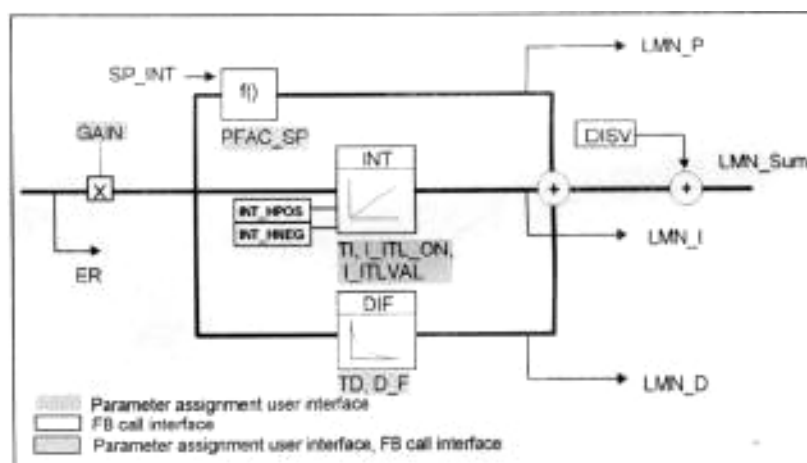 LMN_P
SP_INT
f()
GAIN
PFAC_SP
DISV
INT
LMN_Sum
X
+
+
INT_HPOS
INT_HNEG
LMN_I
ER
TI, I_ITL_ON,
I_ITLVAL
DIF
TD, D_F
LMN_D
Parameter assignment user interface
FB call interface
Parameter assignment user interface, FB call interface